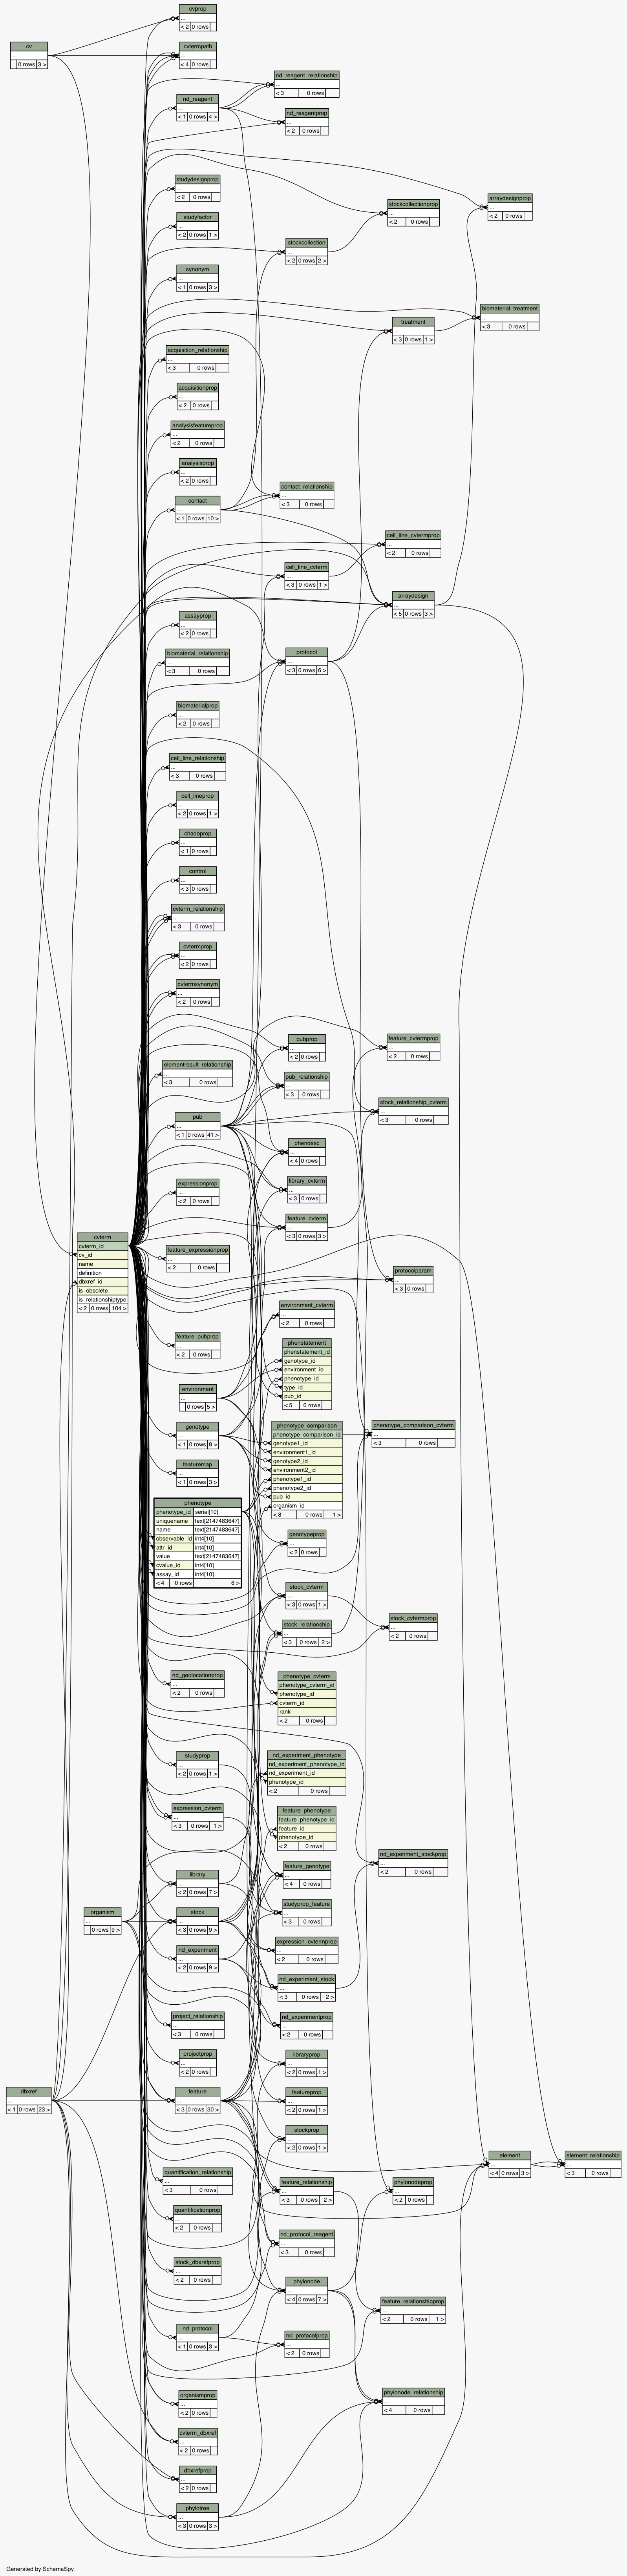 cvprop
...
< 2 0 rows
cv
...
0 rows 3 >
cvtermpath
...
< 4 0 rows
nd_reagent_relationship
...
< 3 0 rows
nd_reagent
...
< 1 0 rows 4 >
nd_reagentprop
...
< 2 0 rows
studydesignprop
...
< 2 0 rows
arraydesignprop
...
< 2 0 rows
stockcollectionprop
...
< 2 0 rows
studyfactor
...
< 2 0 rows 1 >
stockcollection
...
< 2 0 rows 2 >
synonym
...
< 1 0 rows 3 >
biomaterial_treatment
...
< 3 0 rows
treatment
...
< 3 0 rows 1 >
acquisition_relationship
...
< 3 0 rows
acquisitionprop
...
< 2 0 rows
analysisfeatureprop
...
< 2 0 rows
analysisprop
...
< 2 0 rows
contact_relationship
...
< 3 0 rows
contact
...
< 1 0 rows 10 >
cell_line_cvtermprop
...
< 2 0 rows
cell_line_cvterm
...
< 3 0 rows 1 >
arraydesign
...
< 5 0 rows 3 >
assayprop
...
< 2 0 rows
biomaterial_relationship
...
< 3 0 rows
protocol
...
< 3 0 rows 6 >
biomaterialprop
...
< 2 0 rows
cell_line_relationship
...
< 3 0 rows
cell_lineprop
...
< 2 0 rows 1 >
chadoprop
...
< 1 0 rows
control
...
< 3 0 rows
cvterm_relationship
...
< 3 0 rows
cvtermprop
...
< 2 0 rows
cvtermsynonym
...
< 2 0 rows
pubprop
...
< 2 0 rows
feature_cvtermprop
...
< 2 0 rows
elementresult_relationship
...
< 3 0 rows
pub_relationship
...
< 3 0 rows
stock_relationship_cvterm
...
< 3 0 rows
pub
...
< 1 0 rows 41 >
phendesc
...
< 4 0 rows
expressionprop
...
< 2 0 rows
library_cvterm
...
< 3 0 rows
feature_cvterm
...
< 3 0 rows 3 >
cvterm
cvterm_id
cv_id
name
definition
dbxref_id
is_obsolete
is_relationshiptype
< 2 0 rows 104 >
feature_expressionprop
...
< 2 0 rows
protocolparam
...
< 3 0 rows
environment_cvterm
...
< 2 0 rows
feature_pubprop
...
< 2 0 rows
phenstatement
phenstatement_id
genotype_id
environment_id
phenotype_id
type_id
pub_id
< 5 0 rows
environment
...
0 rows 5 >
genotype
...
< 1 0 rows 8 >
phenotype_comparison
phenotype_comparison_id
genotype1_id
environment1_id
genotype2_id
environment2_id
phenotype1_id
phenotype2_id
pub_id
organism_id
< 8 0 rows 1 >
phenotype_comparison_cvterm
...
< 3 0 rows
featuremap
...
< 1 0 rows 3 >
phenotype
phenotype_id serial[10]
uniquename text[2147483647]
name text[2147483647]
observable_id int4[10]
attr_id int4[10]
value text[2147483647]
cvalue_id int4[10]
assay_id int4[10]
< 4 0 rows 6 >
genotypeprop
...
< 2 0 rows
stock_cvterm
...
< 3 0 rows 1 >
stock_relationship
...
< 3 0 rows 2 >
stock_cvtermprop
...
< 2 0 rows
nd_geolocationprop
...
< 2 0 rows
phenotype_cvterm
phenotype_cvterm_id
phenotype_id
cvterm_id
rank
< 2 0 rows
studyprop
...
< 2 0 rows 1 >
nd_experiment_phenotype
nd_experiment_phenotype_id
nd_experiment_id
phenotype_id
< 2 0 rows
expression_cvterm
...
< 3 0 rows 1 >
feature_phenotype
feature_phenotype_id
feature_id
phenotype_id
< 2 0 rows
nd_experiment_stockprop
...
< 2 0 rows
feature_genotype
...
< 4 0 rows
library
...
< 2 0 rows 7 >
studyprop_feature
...
< 3 0 rows
organism
...
0 rows 9 >
stock
...
< 3 0 rows 9 >
expression_cvtermprop
...
< 2 0 rows
nd_experiment
...
< 2 0 rows 9 >
nd_experiment_stock
...
< 3 0 rows 2 >
project_relationship
...
< 3 0 rows
nd_experimentprop
...
< 2 0 rows
projectprop
...
< 2 0 rows
libraryprop
...
< 2 0 rows 1 >
dbxref
...
< 1 0 rows 23 >
feature
...
< 3 0 rows 30 >
featureprop
...
< 2 0 rows 1 >
stockprop
...
< 2 0 rows 1 >
element
...
< 4 0 rows 3 >
element_relationship
...
< 3 0 rows
quantification_relationship
...
< 3 0 rows
feature_relationship
...
< 3 0 rows 2 >
phylonodeprop
...
< 2 0 rows
quantificationprop
...
< 2 0 rows
nd_protocol_reagent
...
< 3 0 rows
stock_dbxrefprop
...
< 2 0 rows
phylonode
...
< 4 0 rows 7 >
feature_relationshipprop
...
< 2 0 rows 1 >
nd_protocol
...
< 1 0 rows 3 >
nd_protocolprop
...
< 2 0 rows
organismprop
...
< 2 0 rows
phylonode_relationship
...
< 4 0 rows
cvterm_dbxref
...
< 2 0 rows
dbxrefprop
...
< 2 0 rows
phylotree
...
< 3 0 rows 3 >
Generated by SchemaSpy